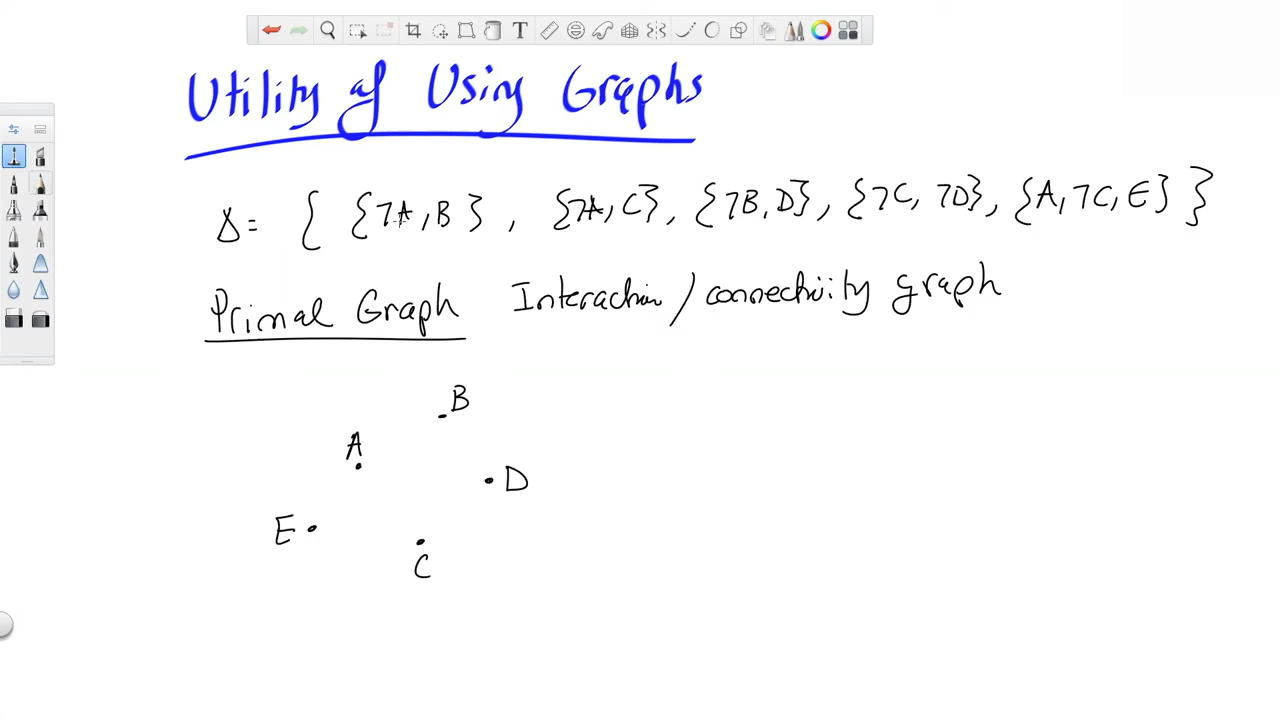 Utility of Using Graphs
Δ = { {¬A, B}, {¬A, C}, {¬B, D}, {¬C, ¬D}, {A, ¬C, E} }
Primal Graph Interaction / connectivity graph
B
A
D
E
C